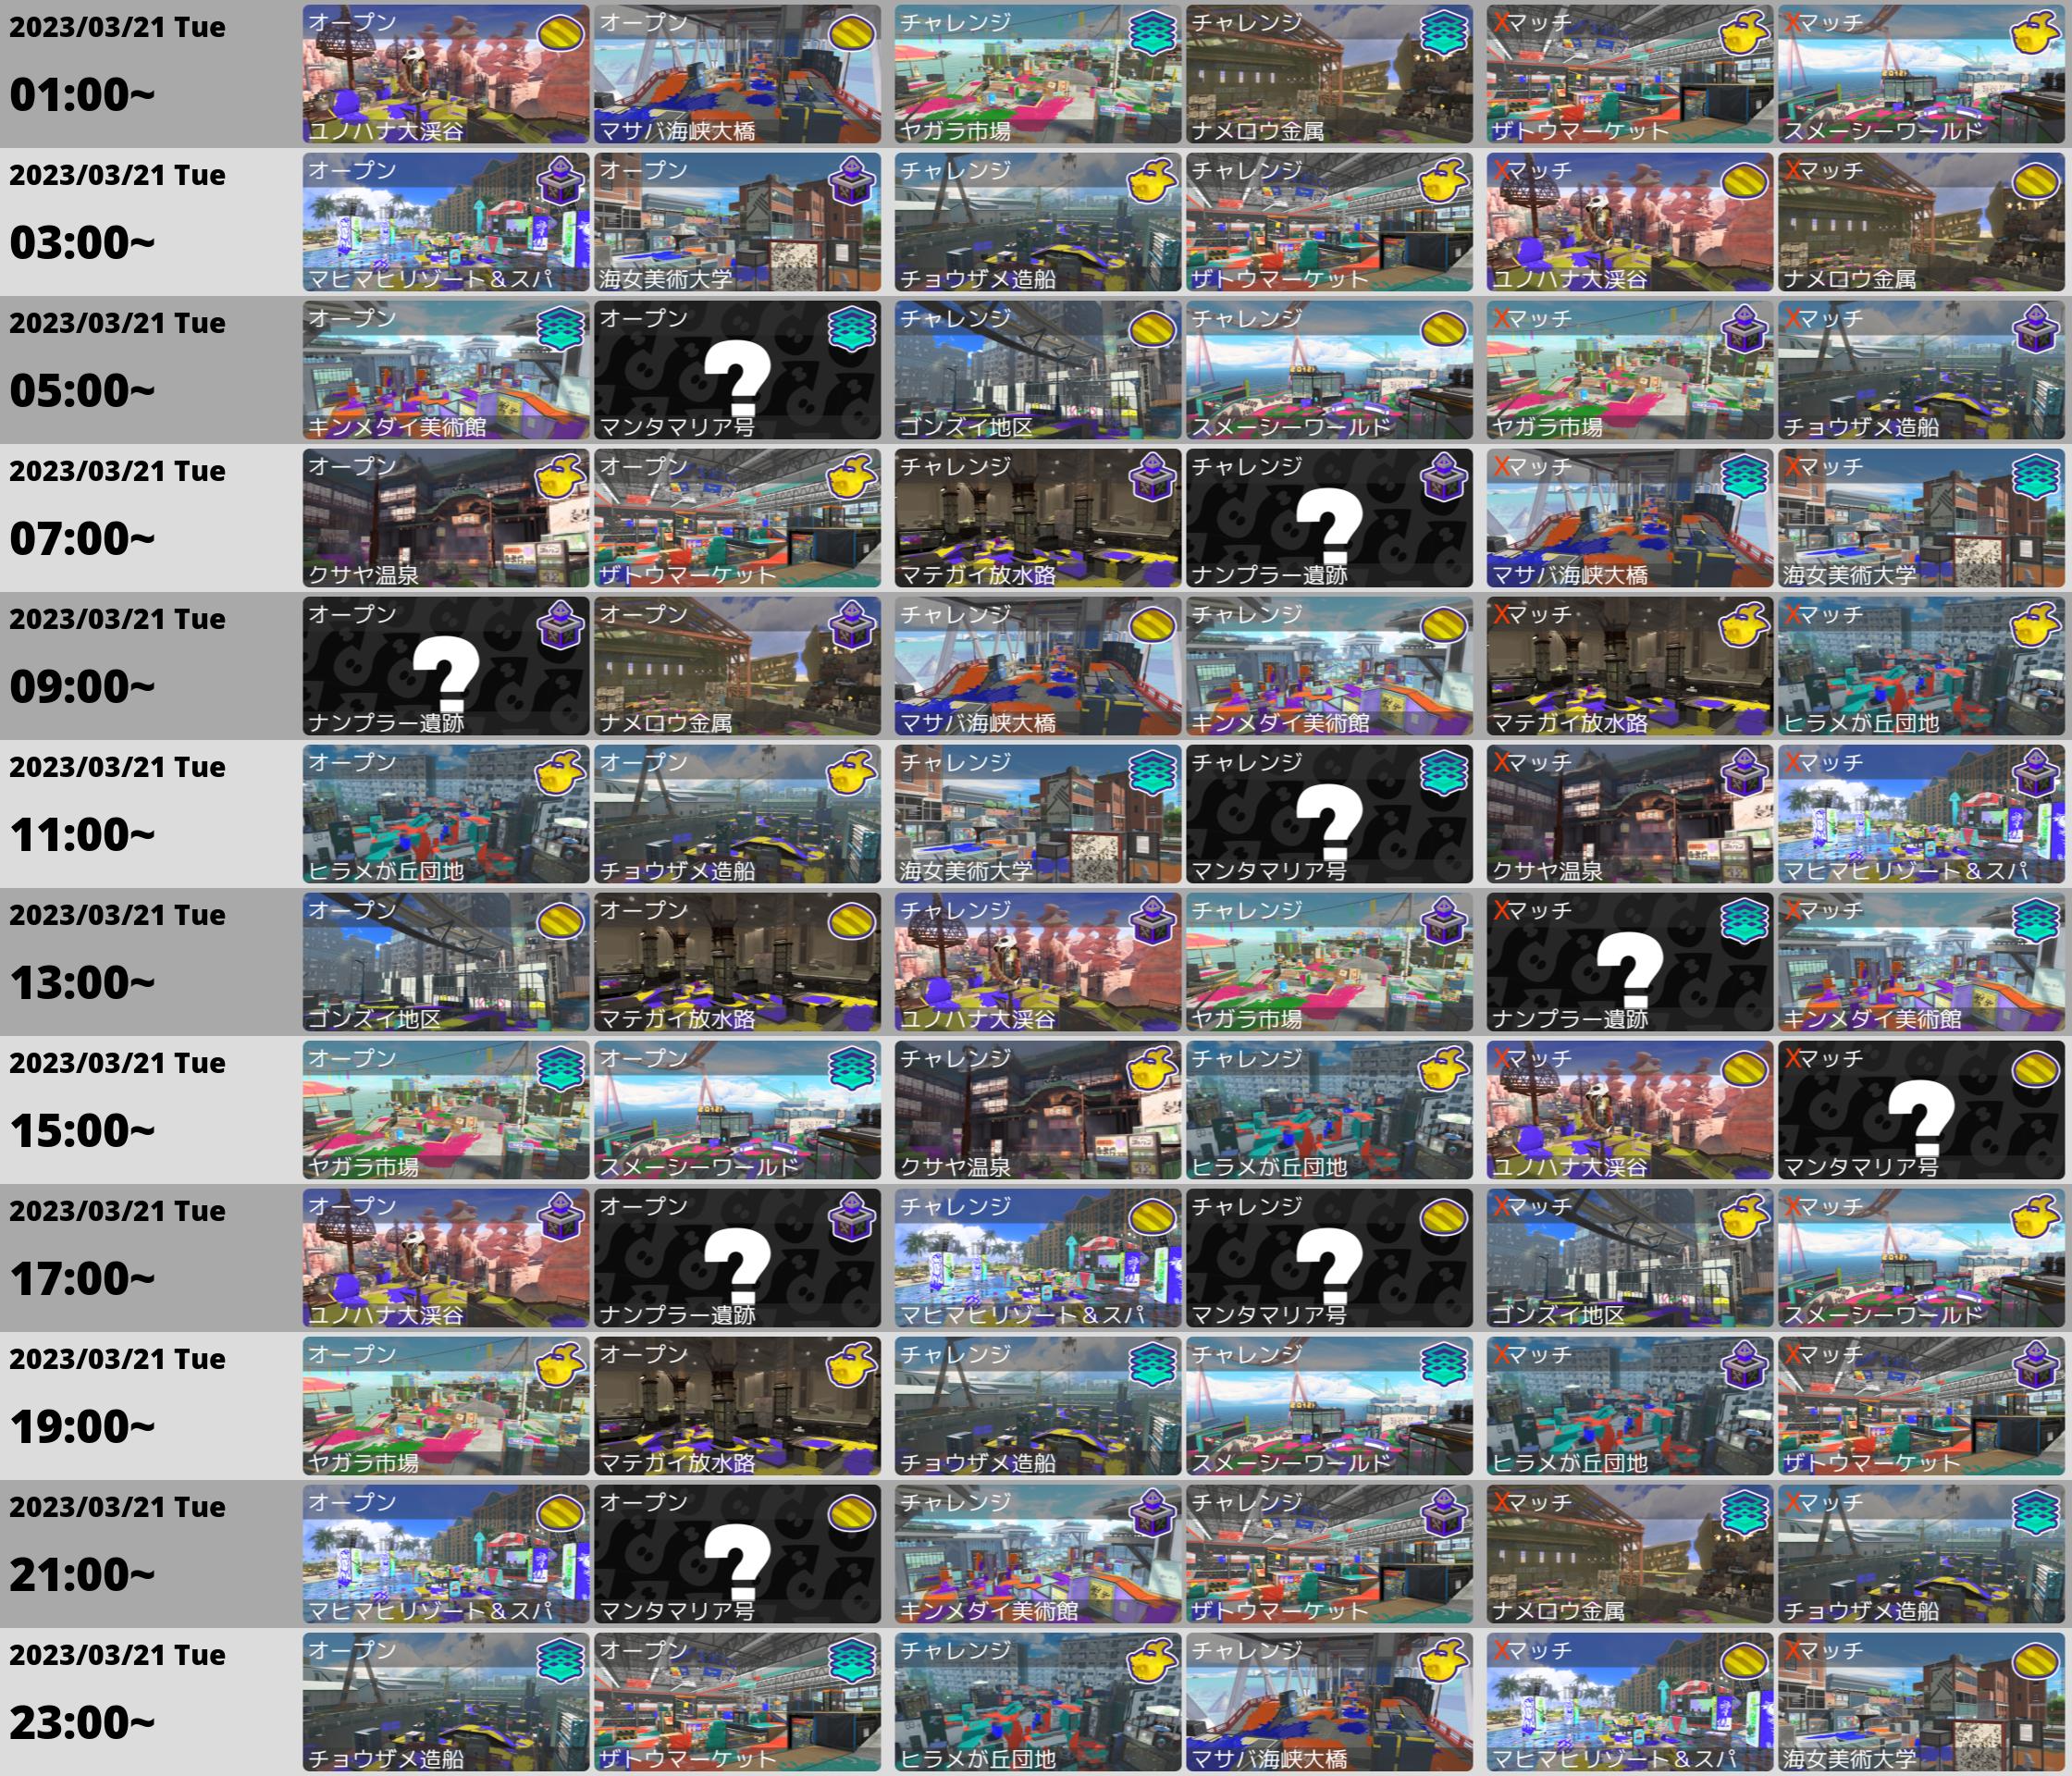 2023/03/21 Tue
01:00~
オープン オープン チャレンジ チャレンジ Xマッチ Xマッチ
ユノハナ大渓谷 マサバ海峡大橋 ヤガラ市場 ナメロウ金属 ザトウマーケット スメーシーワールド
2023/03/21 Tue
03:00~
オープン オープン チャレンジ チャレンジ Xマッチ Xマッチ
マヒマヒリゾート＆スパ 海女美術大学 チョウザメ造船 ザトウマーケット ユノハナ大渓谷 ナメロウ金属
2023/03/21 Tue
05:00~
オープン オープン チャレンジ チャレンジ Xマッチ Xマッチ
?
キンメダイ美術館 マンタマリア号 ゴンズイ地区 スメーシーワールド ヤガラ市場 チョウザメ造船
2023/03/21 Tue
07:00~
オープン オープン チャレンジ チャレンジ Xマッチ Xマッチ
?
クサヤ温泉 ザトウマーケット マテガイ放水路 ナンプラー遺跡 マサバ海峡大橋 海女美術大学
2023/03/21 Tue
09:00~
オープン オープン チャレンジ チャレンジ Xマッチ Xマッチ
?
ナンプラー遺跡 ナメロウ金属 マサバ海峡大橋 キンメダイ美術館 マテガイ放水路 ヒラメが丘団地
2023/03/21 Tue
11:00~
オープン オープン チャレンジ チャレンジ Xマッチ Xマッチ
?
ヒラメが丘団地 チョウザメ造船 海女美術大学 マンタマリア号 クサヤ温泉 マヒマヒリゾート＆スパ
2023/03/21 Tue
13:00~
オープン オープン チャレンジ チャレンジ Xマッチ Xマッチ
?
ゴンズイ地区 マテガイ放水路 ユノハナ大渓谷 ヤガラ市場 ナンプラー遺跡 キンメダイ美術館
2023/03/21 Tue
15:00~
オープン オープン チャレンジ チャレンジ Xマッチ Xマッチ
?
ヤガラ市場 スメーシーワールド クサヤ温泉 ヒラメが丘団地 ユノハナ大渓谷 マンタマリア号
2023/03/21 Tue
17:00~
オープン オープン チャレンジ チャレンジ Xマッチ Xマッチ
? ?
ユノハナ大渓谷 ナンプラー遺跡 マヒマヒリゾート＆スパ マンタマリア号 ゴンズイ地区 スメーシーワールド
2023/03/21 Tue
19:00~
オープン オープン チャレンジ チャレンジ Xマッチ Xマッチ
ヤガラ市場 マテガイ放水路 チョウザメ造船 スメーシーワールド ヒラメが丘団地 ザトウマーケット
2023/03/21 Tue
21:00~
オープン オープン チャレンジ チャレンジ Xマッチ Xマッチ
?
マヒマヒリゾート＆スパ マンタマリア号 キンメダイ美術館 ザトウマーケット ナメロウ金属 チョウザメ造船
2023/03/21 Tue
23:00~
オープン オープン チャレンジ チャレンジ Xマッチ Xマッチ
チョウザメ造船 ザトウマーケット ヒラメが丘団地 マサバ海峡大橋 マヒマヒリゾート＆スパ 海女美術大学